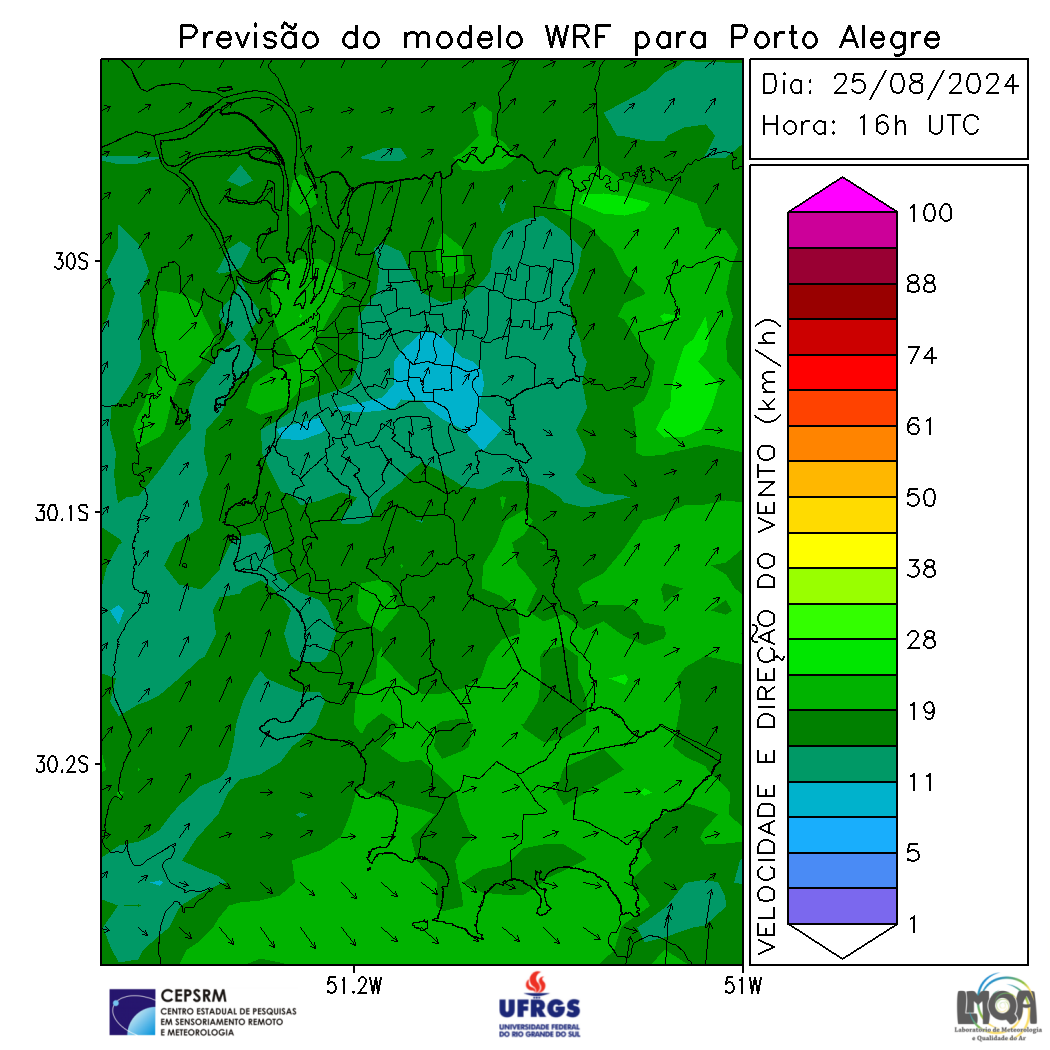 Previsão do modelo WRF para Porto Alegre
Dia: 25/08/2024
Hora: 16h UTC
30S
30.1S
30.2S
51.2W
51W
VELOCIDADE E DIREÇÃO DO VENTO (km/h)
100
88
74
61
50
38
28
19
11
5
1
CEPSRM
CENTRO ESTADUAL DE PESQUISAS
EM SENSORIAMENTO REMOTO
E METEOROLOGIA
UFRGS
UNIVERSIDADE FEDERAL
DO RIO GRANDE DO SUL
LMQA
Laboratório de Meteorologia
e Qualidade do Ar